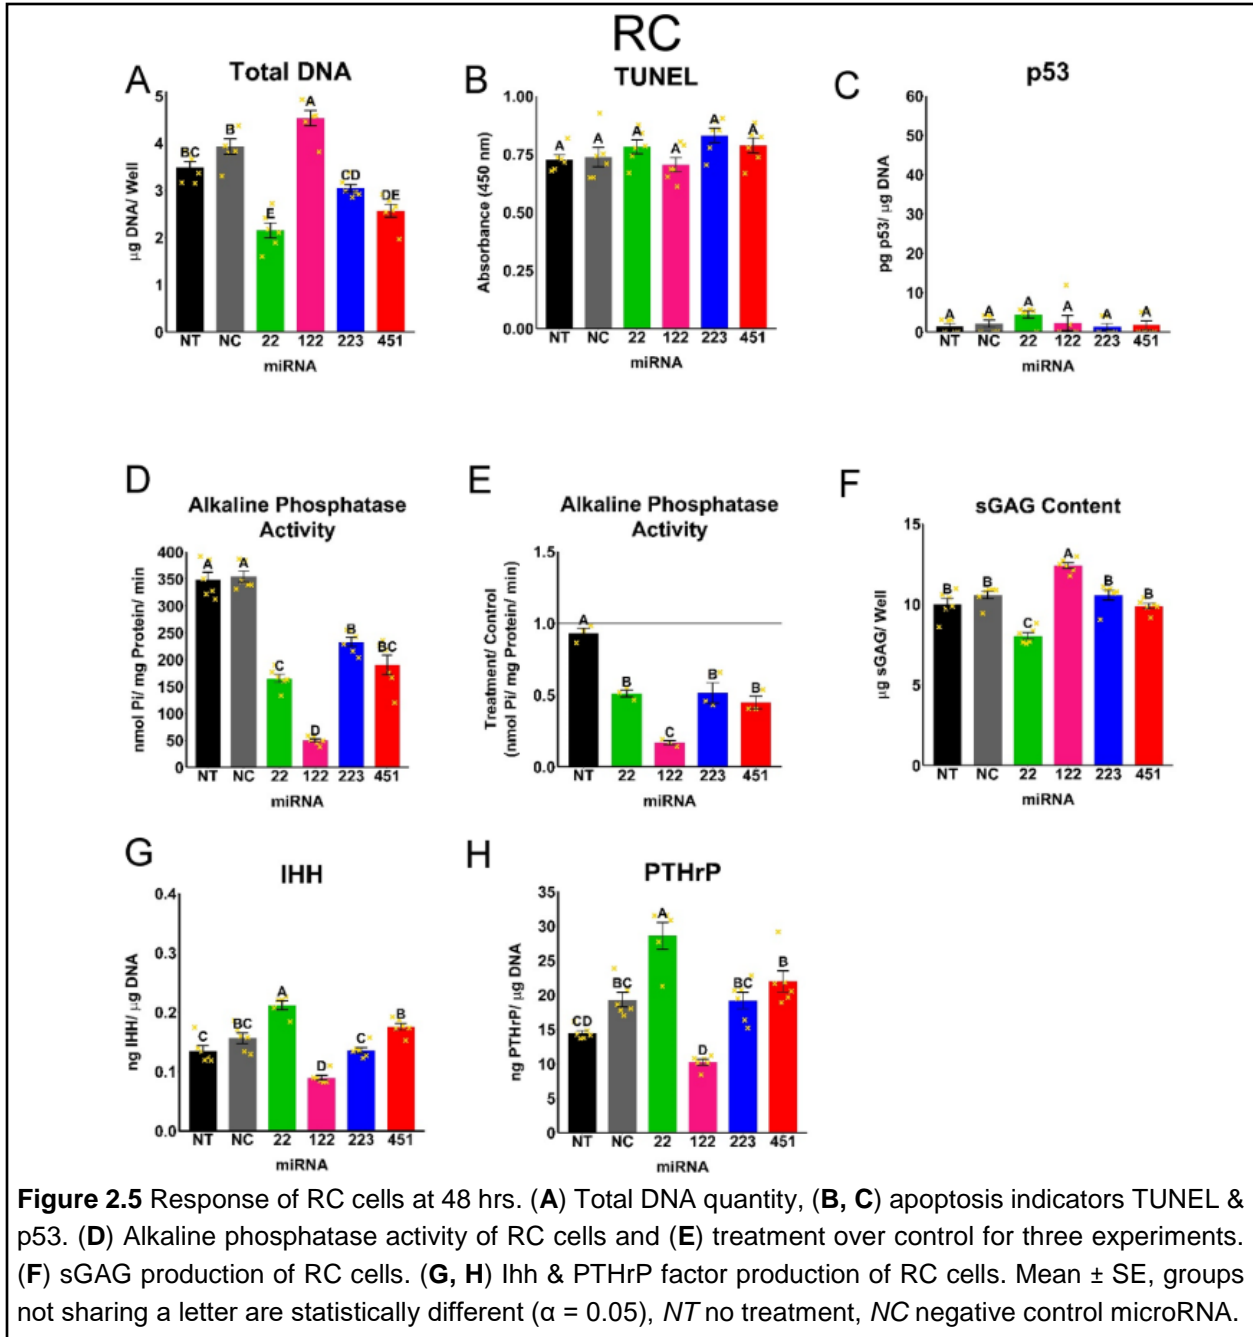 RC
A
Total DNA
µg DNA/ Well
5
4
3
2
1
0
BC
B
E
A
CD
DE
NT NC 22 122 223 451
miRNA
B
TUNEL
Absorbance (450 nm)
1.00
0.75
0.50
0.25
0.00
A
A
A
A
A
A
NT NC 22 122 223 451
miRNA
C
p53
pg p53/ µg DNA
60
50
40
30
20
10
0
A
A
A
A
A
A
NT NC 22 122 223 451
miRNA
D
Alkaline Phosphatase
Activity
nmol Pi/ mg Protein/ min
400
350
300
250
200
150
100
50
0
A
A
C
D
B
BC
NT NC 22 122 223 451
miRNA
E
Alkaline Phosphatase
Activity
Treatment/ Control
(nmol Pi/ mg Protein/ min)
1.5
1.0
0.5
0.0
A
B
C
B
B
NT 22 122 223 451
miRNA
F
sGAG Content
µg sGAG/ Well
15
10
5
0
B
B
C
A
B
B
NT NC 22 122 223 451
miRNA
G
IHH
ng IHH/ µg DNA
0.4
0.3
0.2
0.1
0.0
C
BC
A
D
C
B
NT NC 22 122 223 451
miRNA
H
PTHrP
ng PTHrP/ µg DNA
35
30
25
20
15
10
5
0
CD
BC
A
D
BC
B
NT NC 22 122 223 451
miRNA
Figure 2.5 Response of RC cells at 48 hrs. (A) Total DNA quantity, (B, C) apoptosis indicators TUNEL &
p53. (D) Alkaline phosphatase activity of RC cells and (E) treatment over control for three experiments.
(F) sGAG production of RC cells. (G, H) Ihh & PTHrP factor production of RC cells. Mean ± SE, groups
not sharing a letter are statistically different (α = 0.05), NT no treatment, NC negative control microRNA.